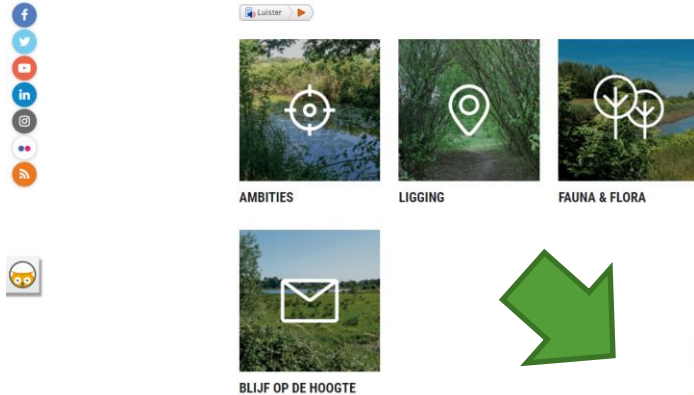 Luister
AMBITIES
LIGGING
FAUNA & FLORA
BLIJF OP DE HOOGTE